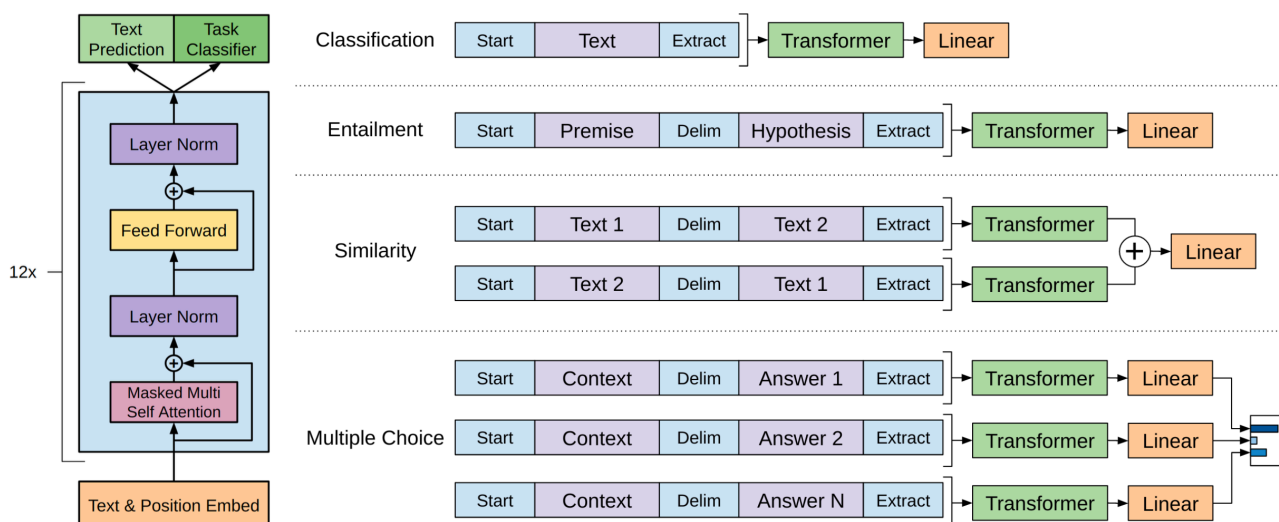 Text
Prediction
Task
Classifier
12x
Layer Norm
+
Feed Forward
Layer Norm
+
Masked Multi
Self Attention
Text & Position Embed
Classification
Start Text Extract Transformer Linear
Entailment
Start Premise Delim Hypothesis Extract Transformer Linear
Similarity
Start Text 1 Delim Text 2 Extract Transformer
+ Linear
Start Text 2 Delim Text 1 Extract Transformer
Multiple Choice
Start Context Delim Answer 1 Extract Transformer Linear
Start Context Delim Answer 2 Extract Transformer Linear
Start Context Delim Answer N Extract Transformer Linear